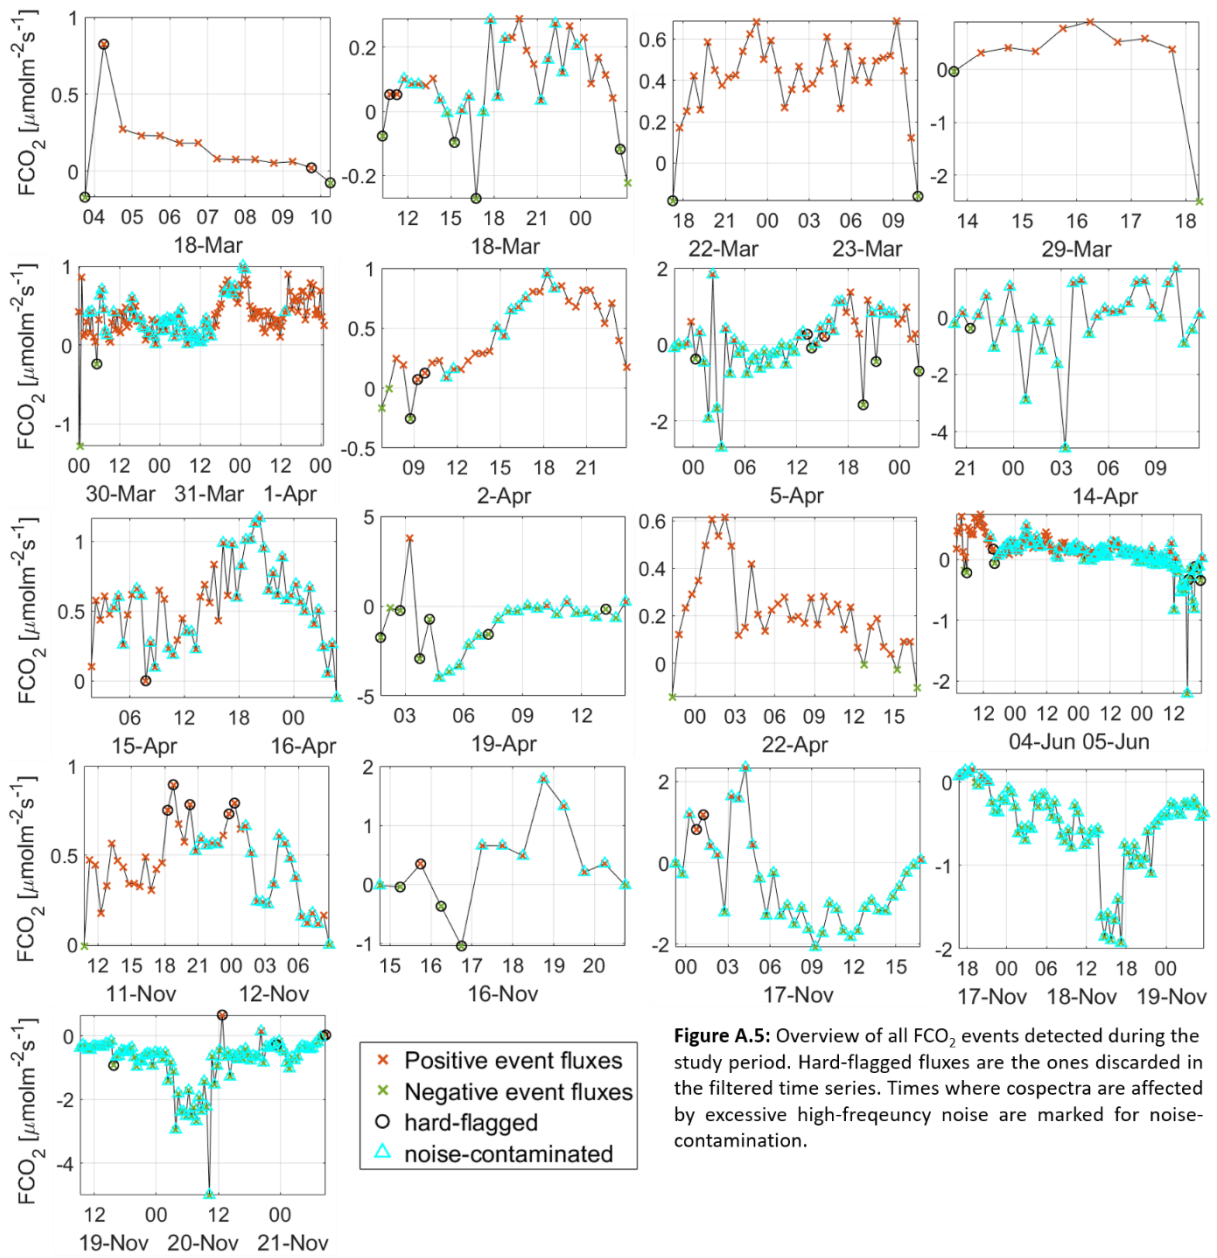 FCO2 [μmolm-2s-1]
1
0.5
0
04 05 06 07 08 09 10
18-Mar
0.2
0
-0.2
12 15 18 21 00
18-Mar
0.6
0.4
0.2
0
18 21 00 03 06 09
22-Mar 23-Mar
0
-1
-2
14 15 16 17 18
29-Mar
FCO2 [μmolm-2s-1]
1
0
-1
00 12 00 12 00 12 00
30-Mar 31-Mar 1-Apr
1
0.5
0
-0.5
09 12 15 18 21
2-Apr
2
0
-2
00 06 12 18 00
5-Apr
0
-2
-4
21 00 03 06 09
14-Apr
FCO2 [μmolm-2s-1]
1
0.5
0
06 12 18 00
15-Apr 16-Apr
5
0
-5
03 06 09 12
19-Apr
0.6
0.4
0.2
0
00 03 06 09 12 15
22-Apr
0
-1
-2
12 00 12 00 12 00 12
04-Jun 05-Jun
FCO2 [μmolm-2s-1]
1
0.5
0
12 15 18 21 00 03 06
11-Nov 12-Nov
2
1
0
-1
15 16 17 18 19 20
16-Nov
2
0
-2
00 03 06 09 12 15
17-Nov
0
-1
-2
18 00 06 12 18 00
17-Nov 18-Nov 19-Nov
FCO2 [μmolm-2s-1]
0
-2
-4
12 00 12 00
19-Nov 20-Nov 21-Nov
Positive event fluxes
Negative event fluxes
hard-flagged
noise-contaminated
Figure A.5: Overview of all FCO2 events detected during the
study period. Hard-flagged fluxes are the ones discarded in
the filtered time series. Times where cospectra are affected
by excessive high-freqeuncy noise are marked for noise-
contamination.